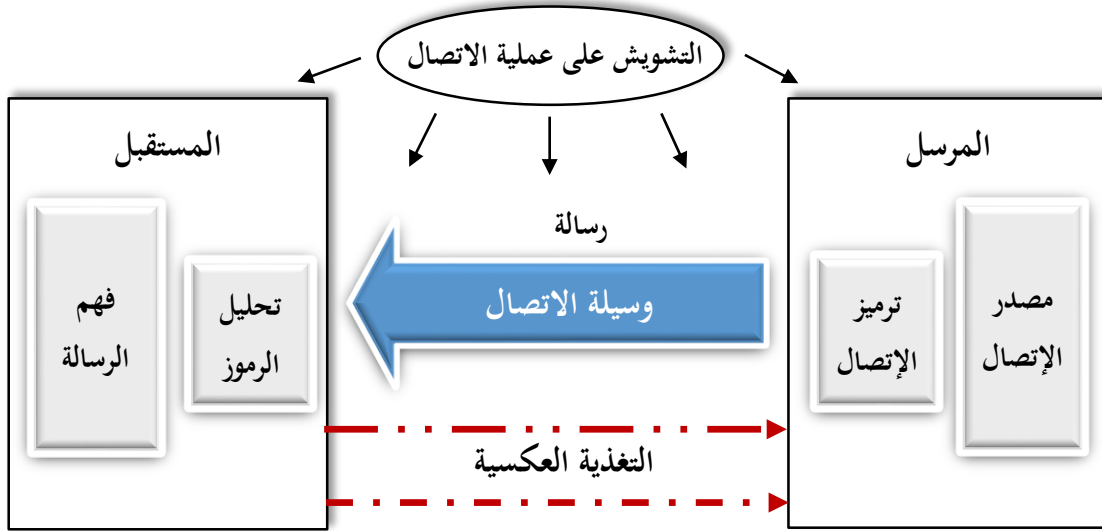 التشويش على عملية الاتصال
المرسل
المستقبل
رسالة
وسيلة الاتصال
مصدر
الإتصال
ترميز
الإتصال
تحليل
الرموز
فهم
الرسالة
التغذية العكسية